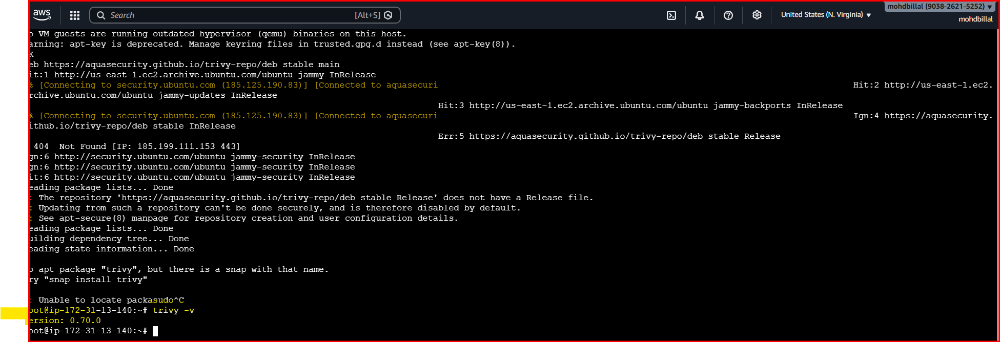 aws
Search [Alt+S]
United States (N. Virginia)
mohdbillal (9038-2621-5252)
mohdbillal
o VM guests are running outdated hypervisor (qemu) binaries on this host.
arning: apt-key is deprecated. Manage keyring files in trusted.gpg.d instead (see apt-key(8)).
K
eb https://aquasecurity.github.io/trivy-repo/deb stable main
it:1 http://us-east-1.ec2.archive.ubuntu.com/ubuntu jammy InRelease
% [Connecting to security.ubuntu.com (185.125.190.83)] [Connected to aquasecuri Hit:2 http://us-east-1.ec2.
rchive.ubuntu.com/ubuntu jammy-updates InRelease
Hit:3 http://us-east-1.ec2.archive.ubuntu.com/ubuntu jammy-backports InRelease
% [Connecting to security.ubuntu.com (185.125.190.83)] [Connected to aquasecuri Ign:4 https://aquasecurity.
ithub.io/trivy-repo/deb stable InRelease
Err:5 https://aquasecurity.github.io/trivy-repo/deb stable Release
404 Not Found [IP: 185.199.111.153 443]
gn:6 http://security.ubuntu.com/ubuntu jammy-security InRelease
gn:6 http://security.ubuntu.com/ubuntu jammy-security InRelease
it:6 http://security.ubuntu.com/ubuntu jammy-security InRelease
eading package lists... Done
: The repository 'https://aquasecurity.github.io/trivy-repo/deb stable Release' does not have a Release file.
: Updating from such a repository can't be done securely, and is therefore disabled by default.
: See apt-secure(8) manpage for repository creation and user configuration details.
eading package lists... Done
uilding dependency tree... Done
eading state information... Done
o apt package "trivy", but there is a snap with that name.
ry "snap install trivy"
: Unable to locate packasudo^C
oot@ip-172-31-13-140:~# trivy -v
ersion: 0.70.0
oot@ip-172-31-13-140:~#